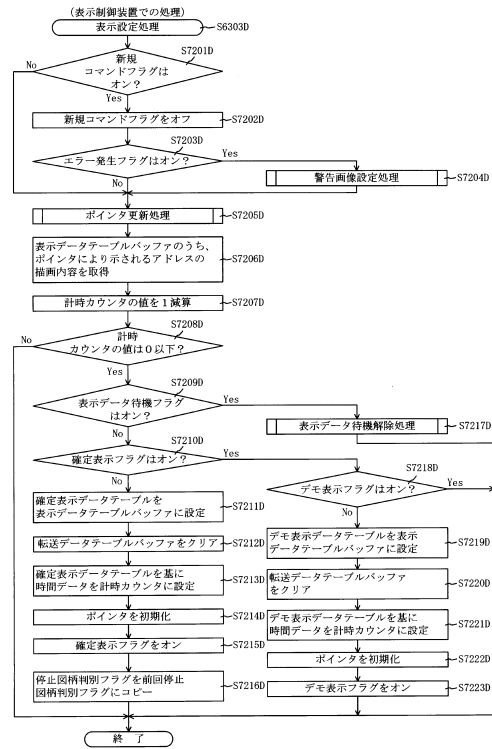 (表示制御装置での処理)
表示設定処理
S6303D
S7201D
新規
コマンドフラグは
オン?
No
Yes
新規コマンドフラグをオフ
S7202D
S7203D
エラー発生フラグはオン?
Yes
No
警告画像設定処理
S7204D
ポインタ更新処理
S7205D
表示データテーブルバッファのうち、
ポインタにより示されるアドレスの
描画内容を取得
S7206D
計時カウンタの値を1減算
S7207D
S7208D
計時
カウンタの値は0以下?
No
Yes
S7209D
表示データ待機フラグ
はオン?
Yes
No
表示データ待機解除処理
S7217D
S7210D
確定表示フラグはオン?
Yes
No
確定表示データテーブルを
表示データテーブルバッファに設定
S7211D
転送データテーブルバッファをクリア
S7212D
確定表示データテーブルを基に
時間データを計時カウンタに設定
S7213D
ポインタを初期化
S7214D
確定表示フラグをオン
S7215D
停止図柄判別フラグを前回停止
図柄判別フラグにコピー
S7216D
S7218D
デモ表示フラグはオン?
Yes
No
デモ表示データテーブルを表示
データテーブルバッファに設定
S7219D
転送データテーブルバッファ
をクリア
S7220D
デモ表示データテーブルを基に
時間データを計時カウンタに設定
S7221D
ポインタを初期化
S7222D
デモ表示フラグをオン
S7223D
終了